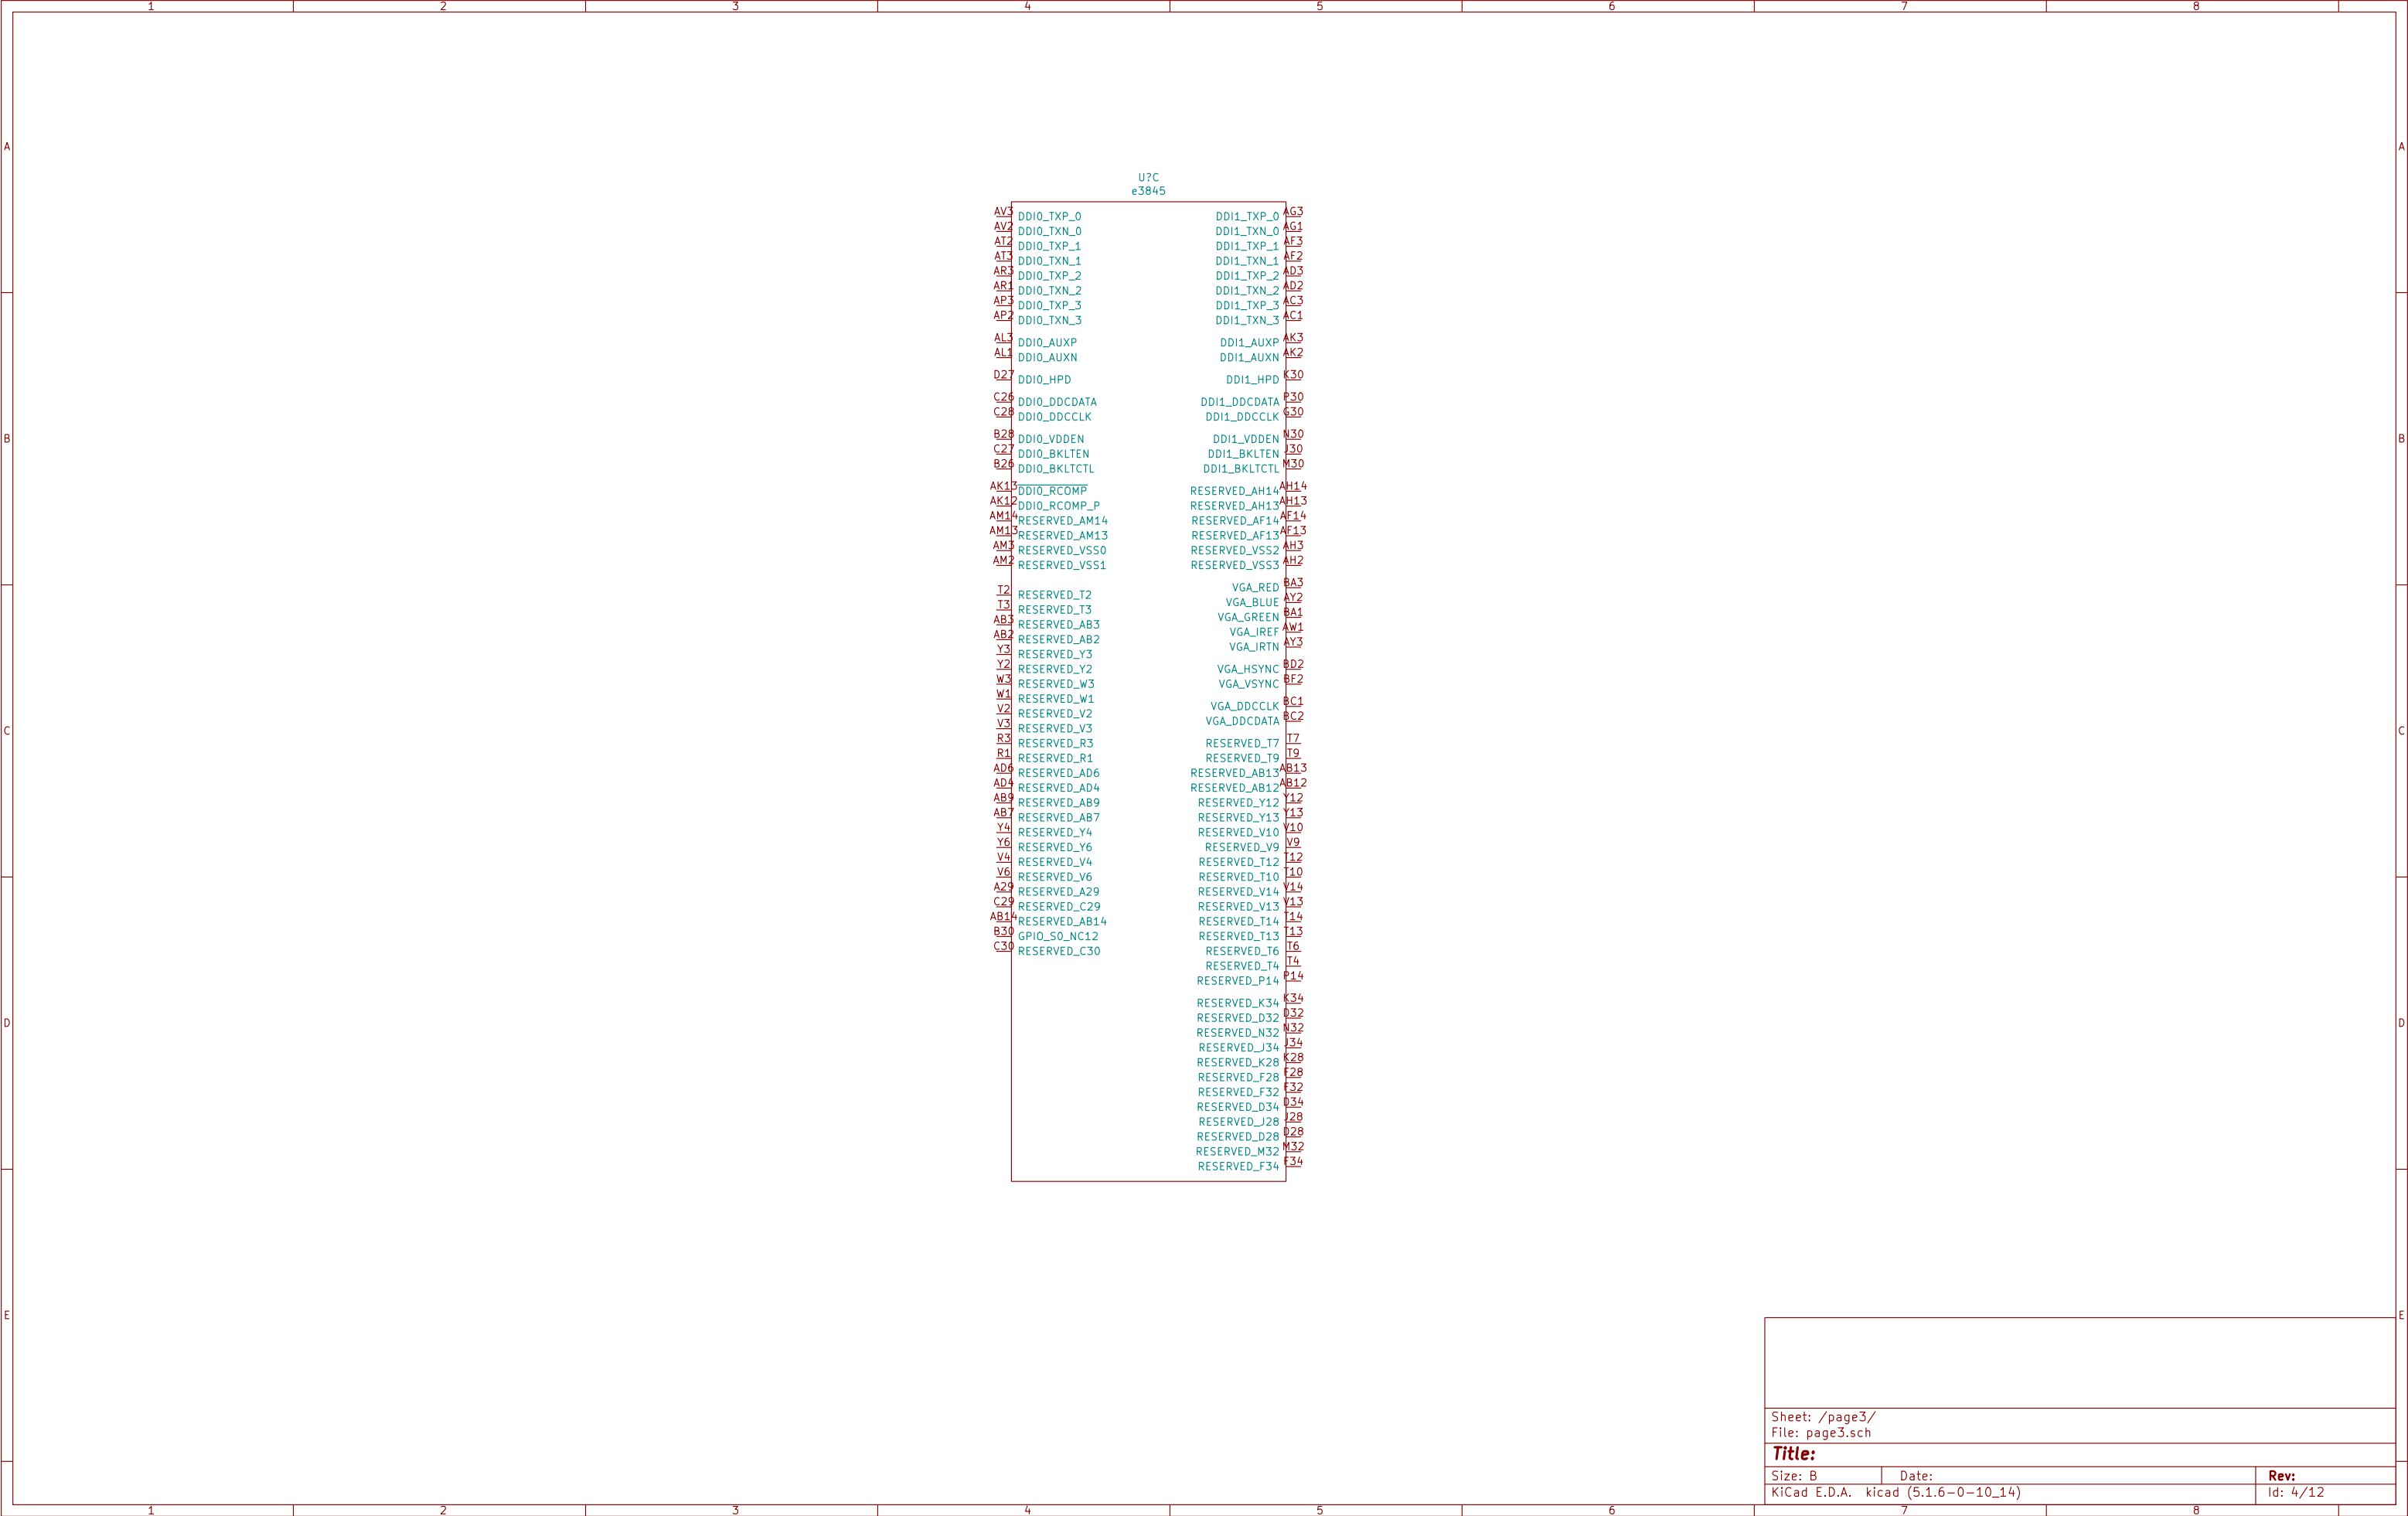 1 2 3 4 5 6 7 8
A A
U?C
e3845
AV3 DDI0_TXP_0 DDI1_TXP_0 AG3
AV2 DDI0_TXN_0 DDI1_TXN_0 AG1
AT2 DDI0_TXP_1 DDI1_TXP_1 AF3
AT3 DDI0_TXN_1 DDI1_TXN_1 AF2
AR3 DDI0_TXP_2 DDI1_TXP_2 AD3
AR1 DDI0_TXN_2 DDI1_TXN_2 AD2
AP3 DDI0_TXP_3 DDI1_TXP_3 AC3
AP2 DDI0_TXN_3 DDI1_TXN_3 AC1
AL3 DDI0_AUXP DDI1_AUXP AK3
AL1 DDI0_AUXN DDI1_AUXN AK2
D27 DDI0_HPD DDI1_HPD K30
C26 DDI0_DDCDATA DDI1_DDCDATA P30
C28 DDI0_DDCCLK DDI1_DDCCLK G30
B B28 DDI0_VDDEN DDI1_VDDEN N30 B
C27 DDI0_BKLTEN DDI1_BKLTEN J30
B26 DDI0_BKLTCTL DDI1_BKLTCTL M30
AK13 DDI0_RCOMP RESERVED_AH14 AH14
AK12 DDI0_RCOMP_P RESERVED_AH13 AH13
AM14 RESERVED_AM14 RESERVED_AF14 AF14
AM13 RESERVED_AM13 RESERVED_AF13 AF13
AM3 RESERVED_VSS0 RESERVED_VSS2 AH3
AM2 RESERVED_VSS1 RESERVED_VSS3 AH2
VGA_RED BA3
T2 RESERVED_T2
VGA_BLUE AY2
T3 RESERVED_T3
VGA_GREEN BA1
AB3 RESERVED_AB3
VGA_IREF AW1
AB2 RESERVED_AB2
VGA_IRTN AY3
Y3 RESERVED_Y3
Y2 RESERVED_Y2 VGA_HSYNC BD2
W3 RESERVED_W3 VGA_VSYNC BF2
W1 RESERVED_W1
VGA_DDCCLK BC1
V2 RESERVED_V2
VGA_DDCDATA BC2
V3 RESERVED_V3
C C
R3 RESERVED_R3 RESERVED_T7 T7
R1 RESERVED_R1 RESERVED_T9 T9
AD6 RESERVED_AD6 RESERVED_AB13 AB13
AD4 RESERVED_AD4 RESERVED_AB12 AB12
AB9 RESERVED_AB9 RESERVED_Y12 Y12
AB7 RESERVED_AB7 RESERVED_Y13 Y13
Y4 RESERVED_Y4 RESERVED_V10 V10
Y6 RESERVED_Y6 RESERVED_V9 V9
V4 RESERVED_V4 RESERVED_T12 T12
V6 RESERVED_V6 RESERVED_T10 T10
A29 RESERVED_A29 RESERVED_V14 V14
C29 RESERVED_C29 RESERVED_V13 V13
AB14 RESERVED_AB14 RESERVED_T14 T14
B30 GPIO_S0_NC12 RESERVED_T13 T13
C30 RESERVED_C30 RESERVED_T6 T6
RESERVED_T4 T4
RESERVED_P14 P14
RESERVED_K34 K34
RESERVED_D32 D32
D D
RESERVED_N32 N32
RESERVED_J34 J34
RESERVED_K28 K28
RESERVED_F28 F28
RESERVED_F32 F32
RESERVED_D34 D34
RESERVED_J28 J28
RESERVED_D28 D28
RESERVED_M32 M32
RESERVED_F34 F34
E E
Sheet: /page3/
File: page3.sch
Title:
Size: B Date: Rev:
KiCad E.D.A. kicad (5.1.6-0-10_14) Id: 4/12
1 2 3 4 5 6 7 8